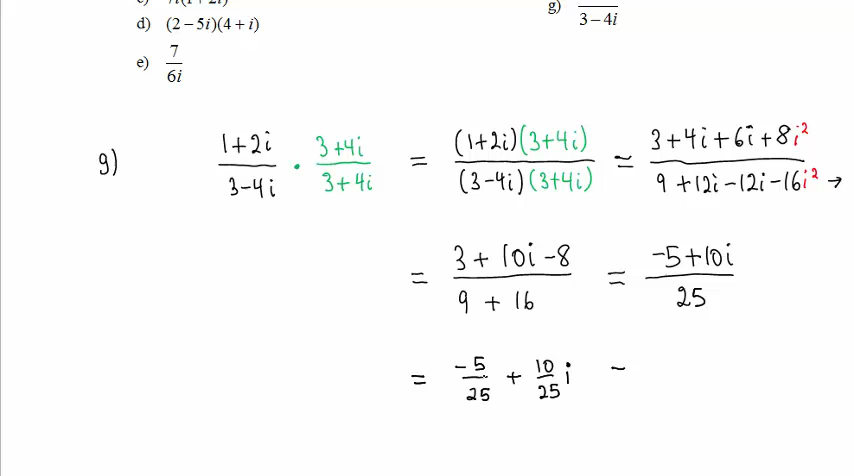 g)
3 – 4i
d) (2 – 5i)(4 + i)
e) 7/6i
g) (1+2i)/(3-4i) · (3+4i)/(3+4i) = ((1+2i)(3+4i))/((3-4i)(3+4i)) = (3+4i+6i+8i²)/(9+12i-12i-16i²) →
= (3+10i-8)/(9+16) = (-5+10i)/25
= -5/25 + 10/25 i -